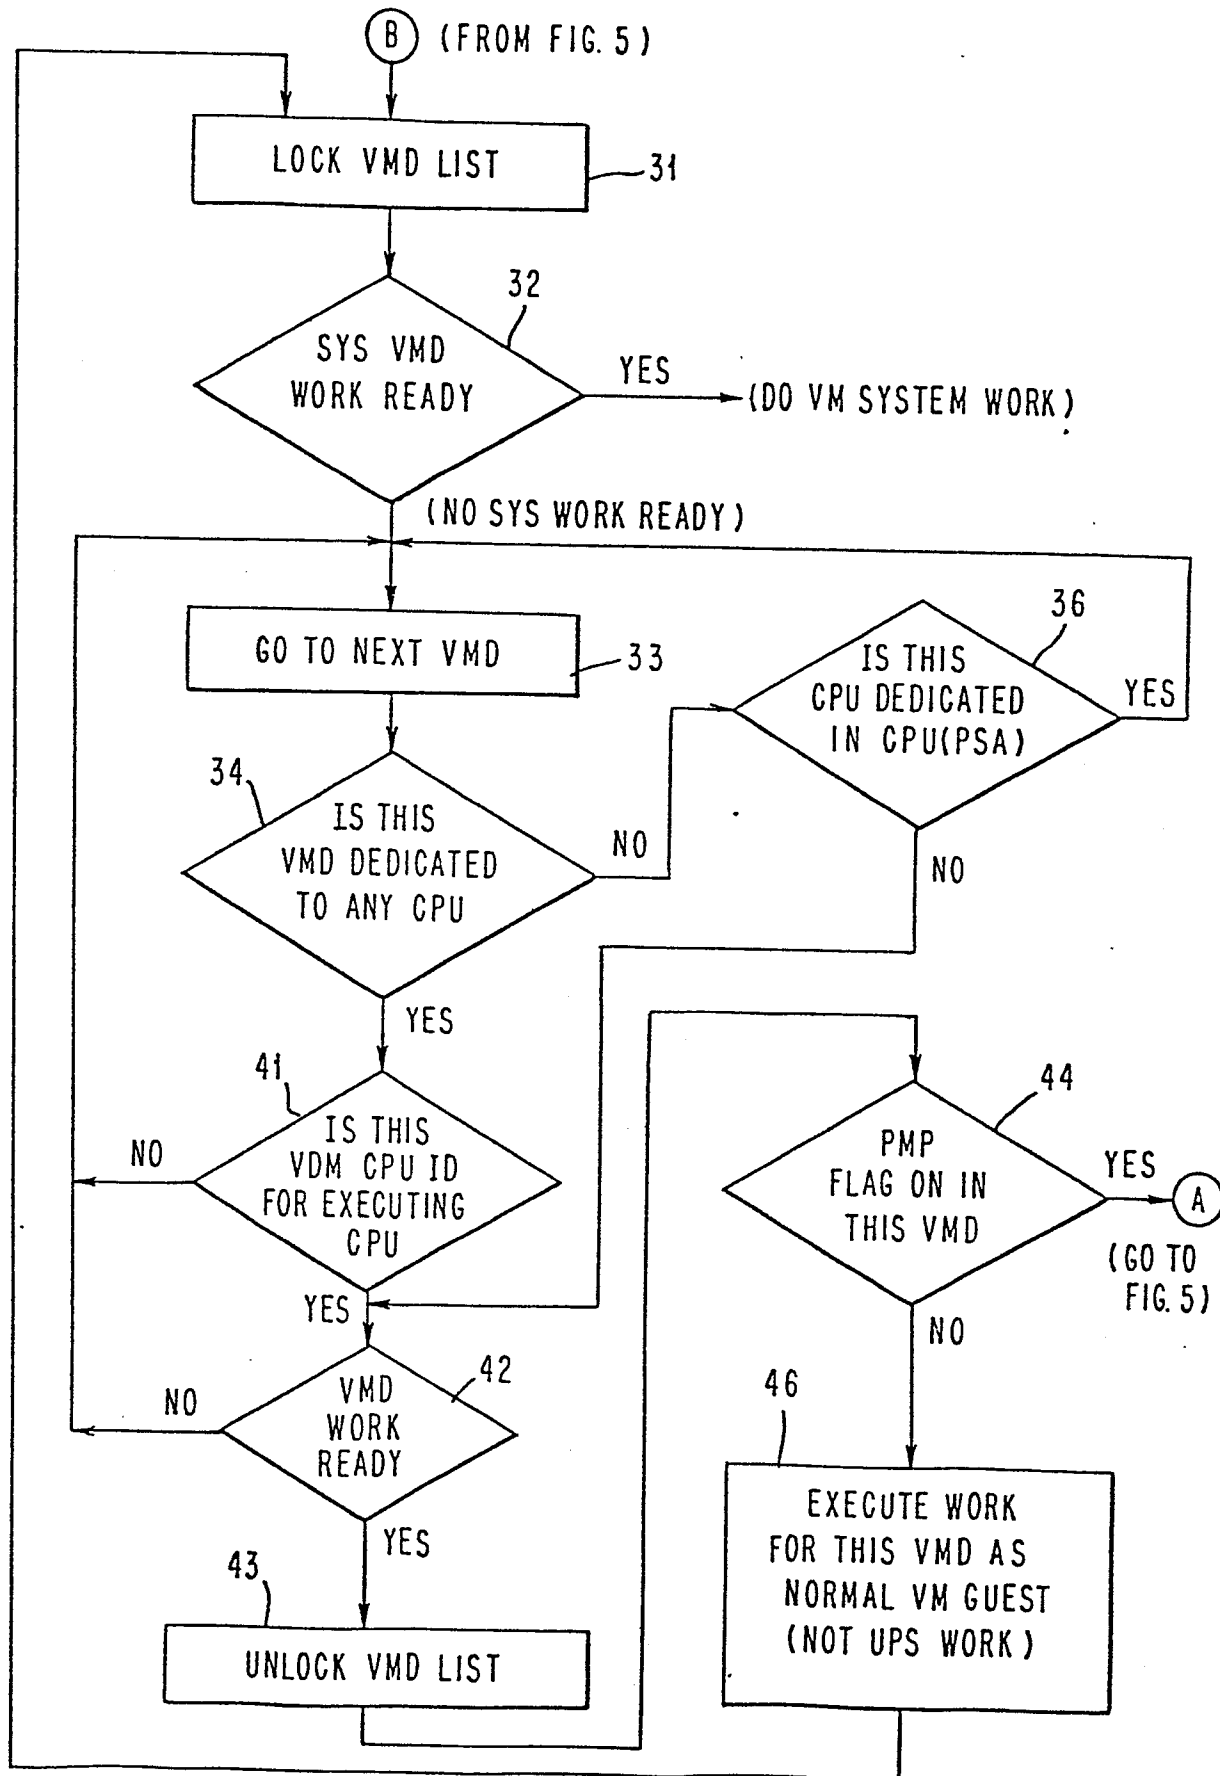 B (FROM FIG. 5)
LOCK VMD LIST
31
32
SYS VMD
WORK READY
YES
(DO VM SYSTEM WORK)
(NO SYS WORK READY)
GO TO NEXT VMD
33
36
IS THIS
CPU DEDICATED
IN CPU(PSA)
YES
NO
34
IS THIS
VMD DEDICATED
TO ANY CPU
NO
YES
41
IS THIS
VDM CPU ID
FOR EXECUTING
CPU
NO
YES
42
VMD
WORK
READY
NO
YES
43
UNLOCK VMD LIST
44
PMP
FLAG ON IN
THIS VMD
YES
A
(GO TO
FIG. 5)
NO
46
EXECUTE WORK
FOR THIS VMD AS
NORMAL VM GUEST
(NOT UPS WORK)